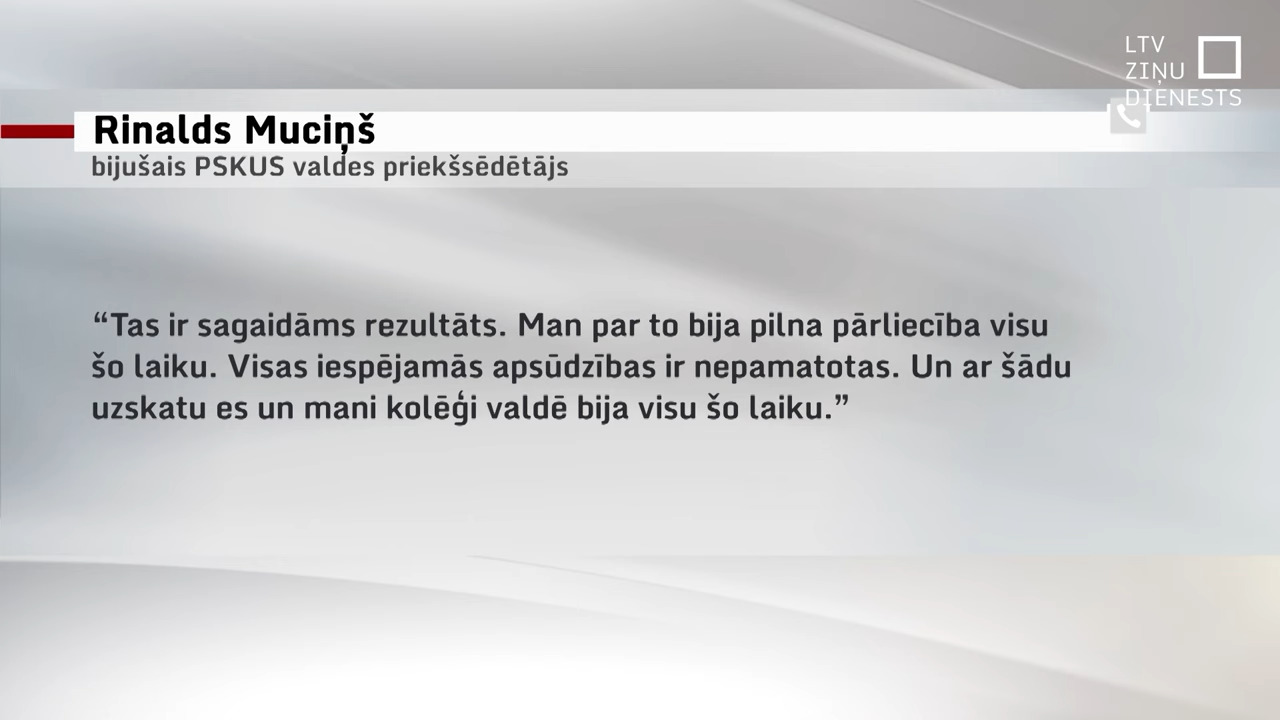 LTV
ZIŅU
DIENESTS
Rinalds Muciņš
bijušais PSKUS valdes priekšsēdētājs
“Tas ir sagaidāms rezultāts. Man par to bija pilna pārliecība visu
šo laiku. Visas iespējamās apsūdzības ir nepamatotas. Un ar šādu
uzskatu es un mani kolēģi valdē bija visu šo laiku.”